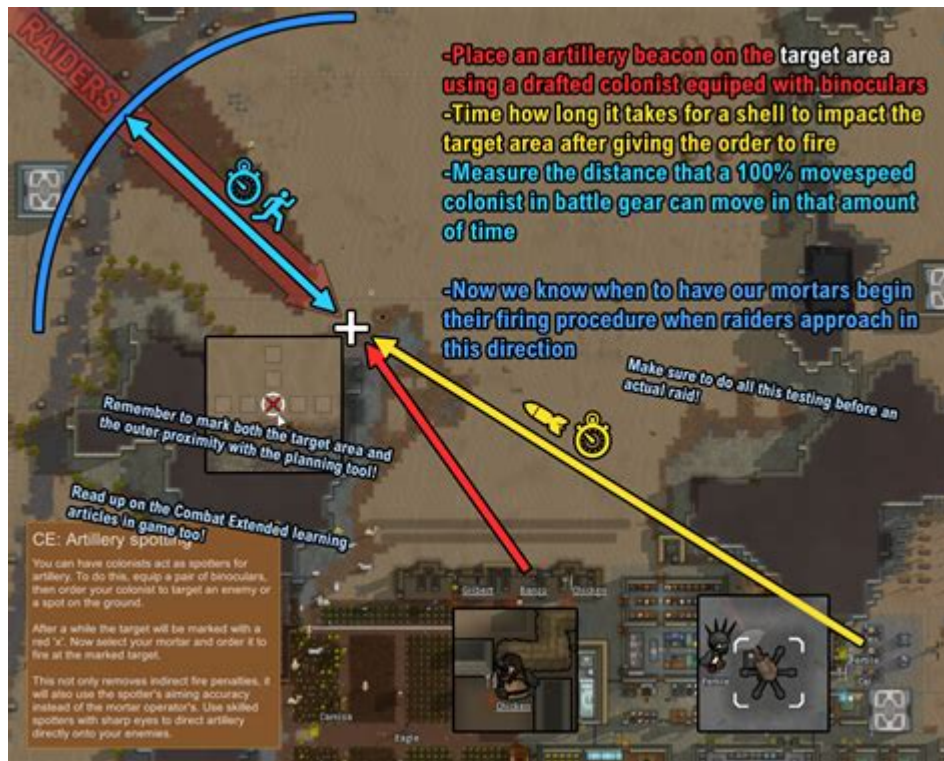 RAIDERS
-Place an artillery beacon on the target area
using a drafted colonist equiped with binoculars
-Time how long it takes for a shell to impact the
target area after giving the order to fire
-Measure the distance that a 100% movespeed
colonist in battle gear can move in that amount
of time
-Now we know when to have our mortars begin
their firing procedure when raiders approach in
this direction
Make sure to do all this testing before an
actual raid!
Remember to mark both the target area and
the outer proximity with the planning tool!
Read up on the Combat Extended learning
articles in game too!
CE: Artillery spotting
You can have colonists act as spotters for
artillery. To do this, equip a pair of binoculars,
then order your colonist to target an enemy or
a spot on the ground.
After a while the target will be marked with a
red 'x'. Now select your mortar and order it to
fire at the marked target.
This not only removes indirect fire penalties, it
will also use the spotter's aiming accuracy
instead of the mortar operator's. Use skilled
spotters with sharp eyes to direct artillery
directly onto your enemies.
Chicken
Chicken
Eagle